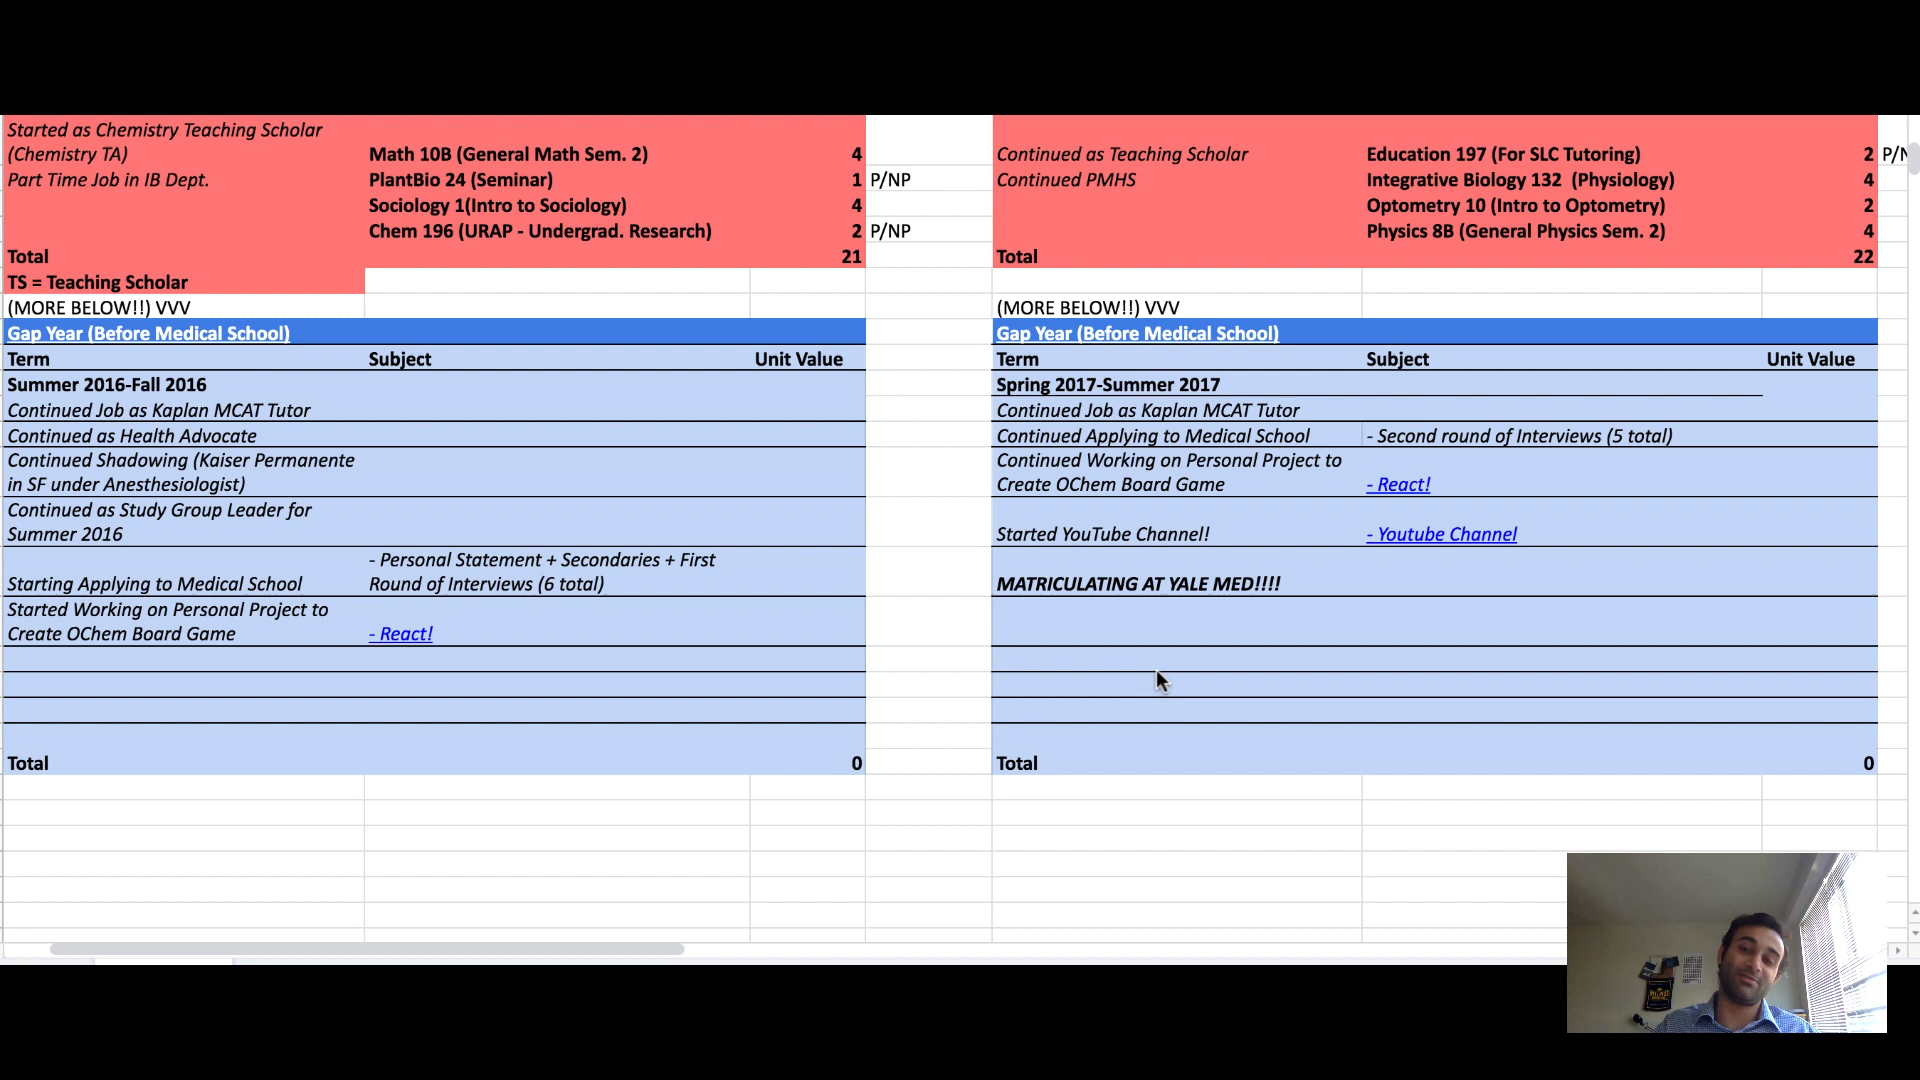 Started as Chemistry Teaching Scholar
(Chemistry TA) Math 10B (General Math Sem. 2) 4
Part Time Job in IB Dept. PlantBio 24 (Seminar) 1 P/NP
Sociology 1(Intro to Sociology) 4
Chem 196 (URAP - Undergrad. Research) 2 P/NP
Total 21
TS = Teaching Scholar
(MORE BELOW!!) VVV
Gap Year (Before Medical School)
Term Subject Unit Value
Summer 2016-Fall 2016
Continued Job as Kaplan MCAT Tutor
Continued as Health Advocate
Continued Shadowing (Kaiser Permanente
in SF under Anesthesiologist)
Continued as Study Group Leader for
Summer 2016
- Personal Statement + Secondaries + First
Starting Applying to Medical School Round of Interviews (6 total)
Started Working on Personal Project to
Create OChem Board Game - React!
Total 0
Continued as Teaching Scholar Education 197 (For SLC Tutoring) 2 P/N
Continued PMHS Integrative Biology 132 (Physiology) 4
Optometry 10 (Intro to Optometry) 2
Physics 8B (General Physics Sem. 2) 4
Total 22
(MORE BELOW!!) VVV
Gap Year (Before Medical School)
Term Subject Unit Value
Spring 2017-Summer 2017
Continued Job as Kaplan MCAT Tutor
Continued Applying to Medical School - Second round of Interviews (5 total)
Continued Working on Personal Project to
Create OChem Board Game - React!
Started YouTube Channel! - Youtube Channel
MATRICULATING AT YALE MED!!!!
Total 0